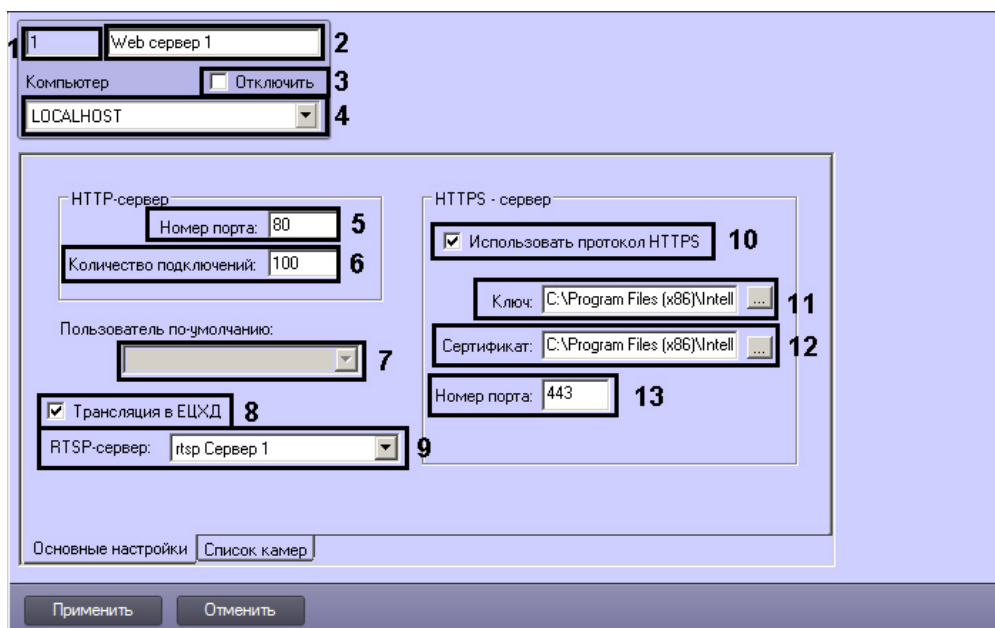 1 1 Web сервер 1 2
Компьютер Отключить 3
LOCALHOST 4
HTTP-сервер
Номер порта: 80 5
Количество подключений: 100 6
Пользователь по-умолчанию:
7
Трансляция в ЕЦХД 8
RTSP-сервер: rtsp Сервер 1 9
HTTPS - сервер
Использовать протокол HTTPS 10
Ключ: C:\Program Files (x86)\Intell ... 11
Сертификат: C:\Program Files (x86)\Intell ... 12
Номер порта: 443 13
Основные настройки Список камер
Применить Отменить